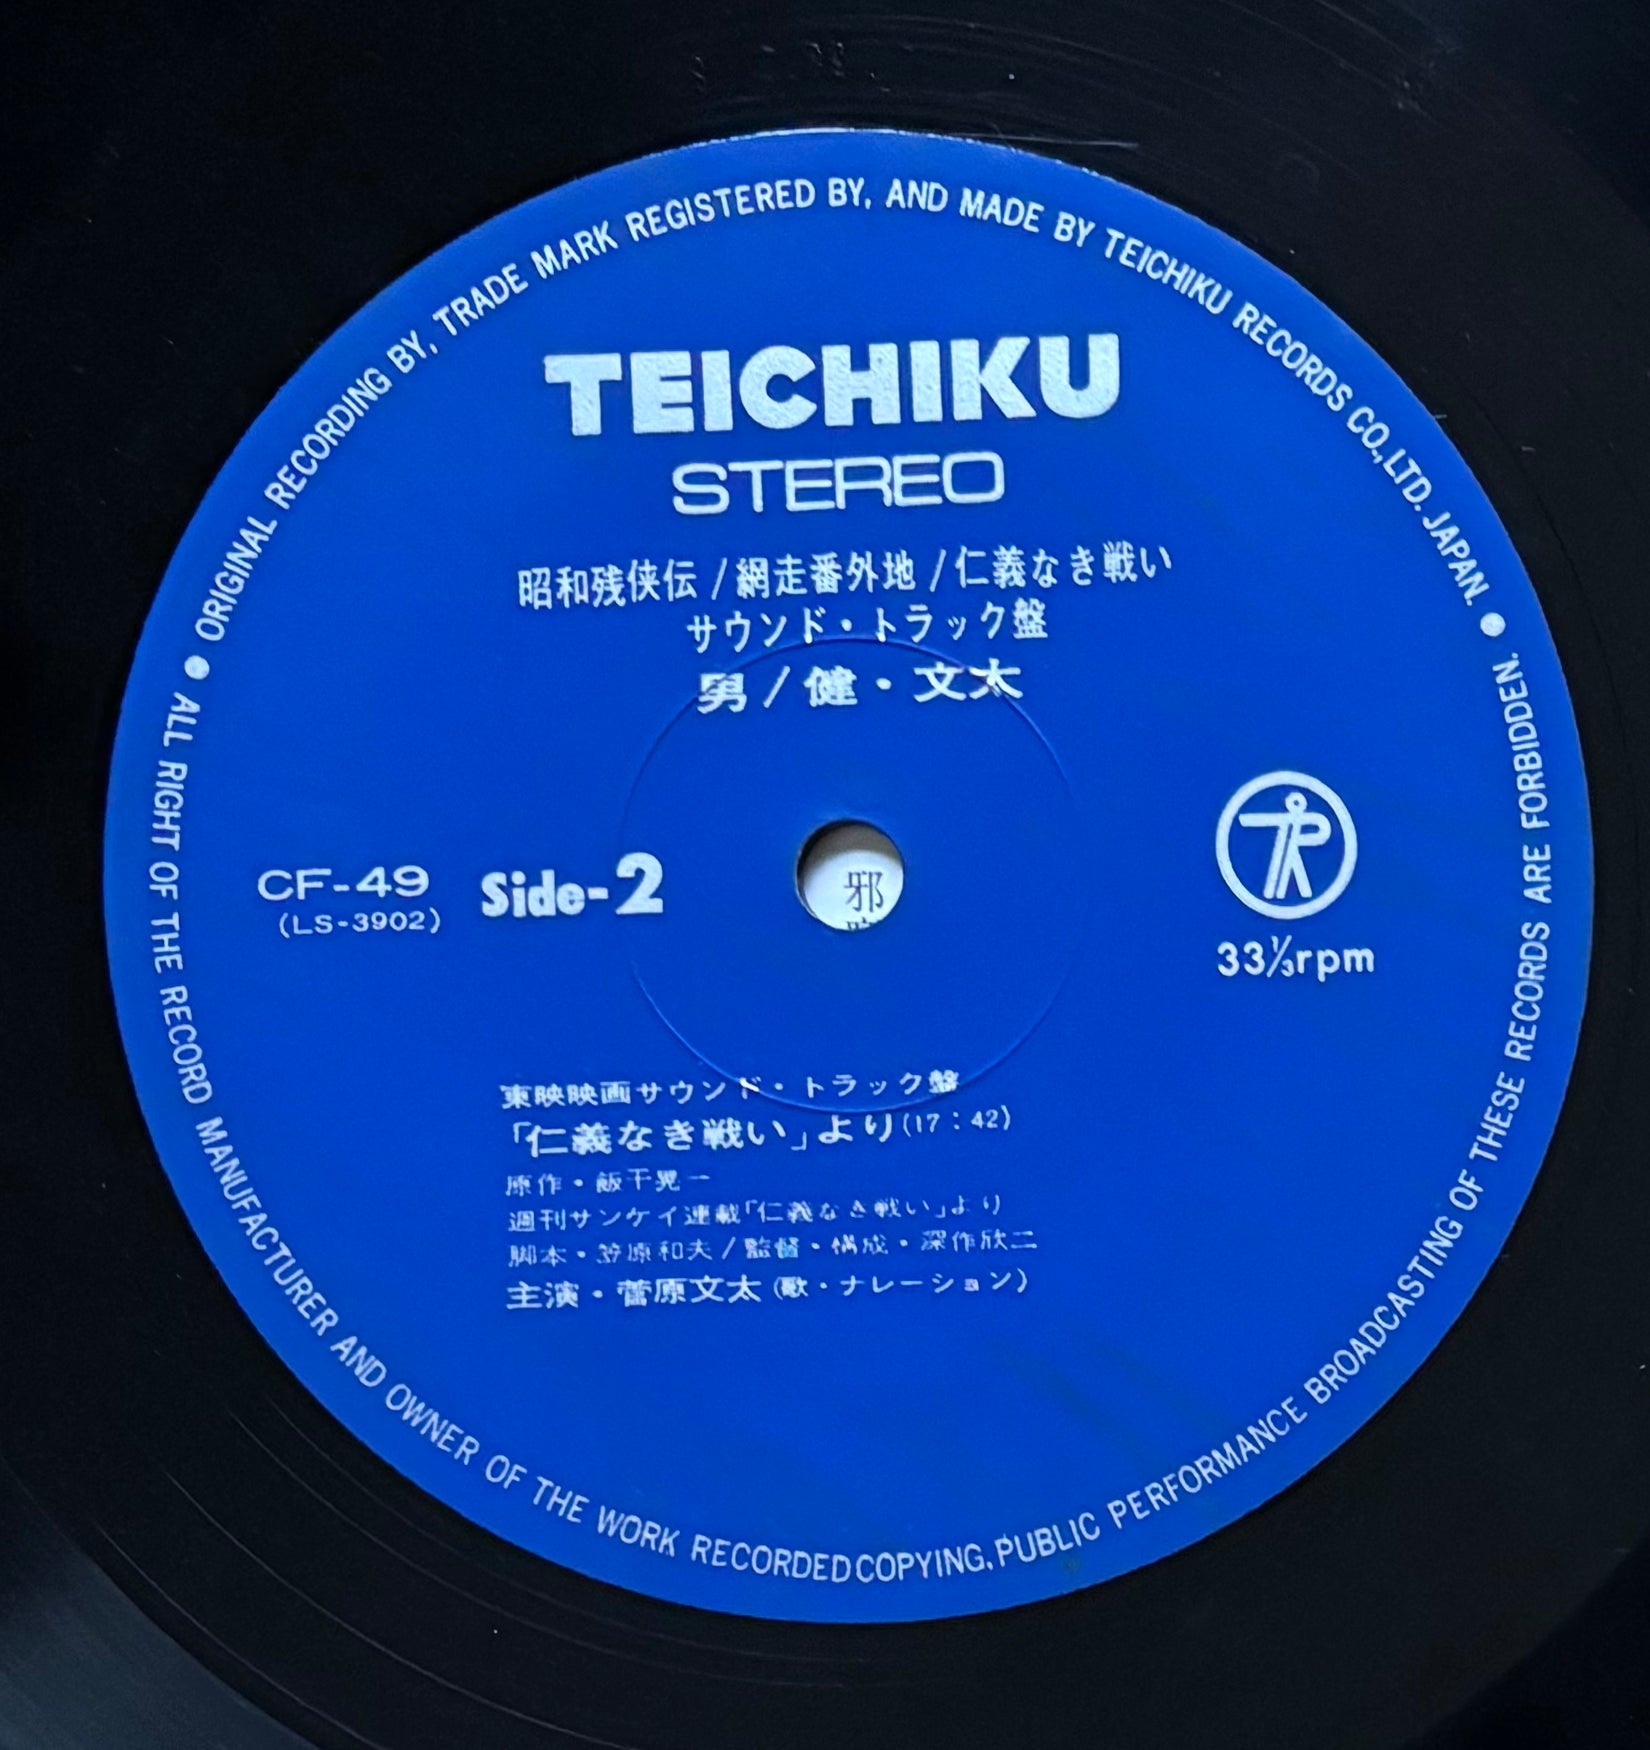 ● ORIGINAL RECORDING BY, TRADE MARK REGISTERED BY, AND MADE BY TEICHIKU RECORDS CO., LTD. JAPAN. ●
TEICHIKU
STEREO
昭和残侠伝/網走番外地/仁義なき戦い
サウンド・トラック盤
男/健・文太
TR
CF-49
(LS-3902)
Side-2
邪
33⅓rpm
東映映画サウンド・トラック盤
「仁義なき戦い」より(17:42)
原作・飯干晃一
週刊サンケイ連載「仁義なき戦い」より
脚本・笠原和夫/監督・構成・深作欣二
主演・菅原文太(歌・ナレーション)
ALL RIGHT OF THE RECORD MANUFACTURER AND OWNER OF THE WORK RECORDED COPYING. PUBLIC PERFORMANCE BROADCASTING OF THESE RECORDS ARE FORBIDDEN.